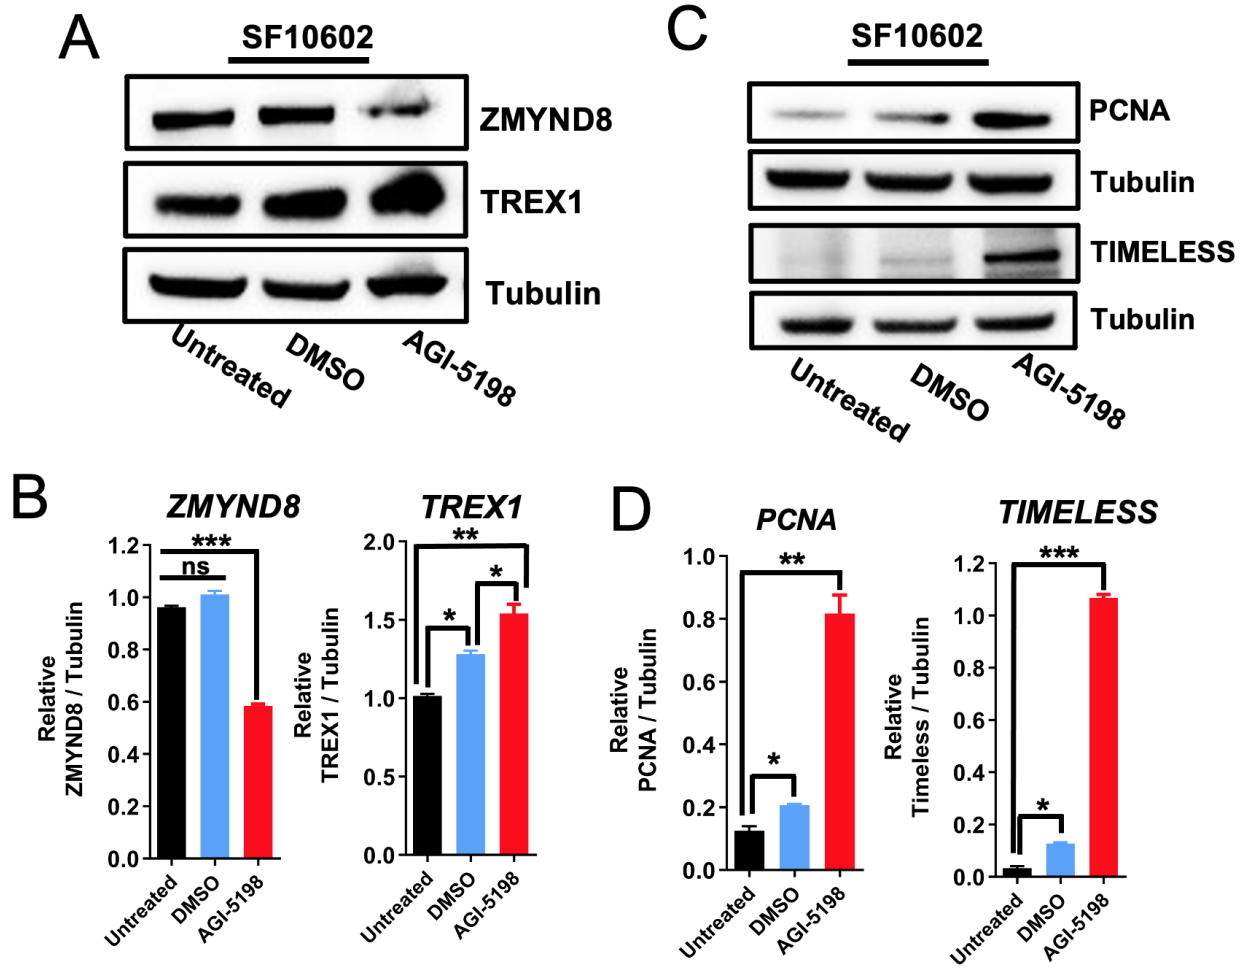 A
SF10602
ZMYND8
TREX1
Tubulin
Untreated
DMSO
AGI-5198
C
SF10602
PCNA
Tubulin
TIMELESS
Tubulin
Untreated
DMSO
AGI-5198
B
ZMYND8
Relative
ZMYND8 / Tubulin
1.2
1.0
0.8
0.6
0.4
0.2
0.0
***
ns
Untreated
DMSO
AGI-5198
TREX1
Relative
TREX1 / Tubulin
2.0
1.5
1.0
0.5
0.0
**
*
*
Untreated
DMSO
AGI-5198
D
PCNA
Relative
PCNA / Tubulin
1.0
0.8
0.6
0.4
0.2
0.0
**
*
Untreated
DMSO
AGI-5198
TIMELESS
Relative
Timeless / Tubulin
1.2
1.0
0.8
0.6
0.4
0.2
0.0
***
*
Untreated
DMSO
AGI-5198